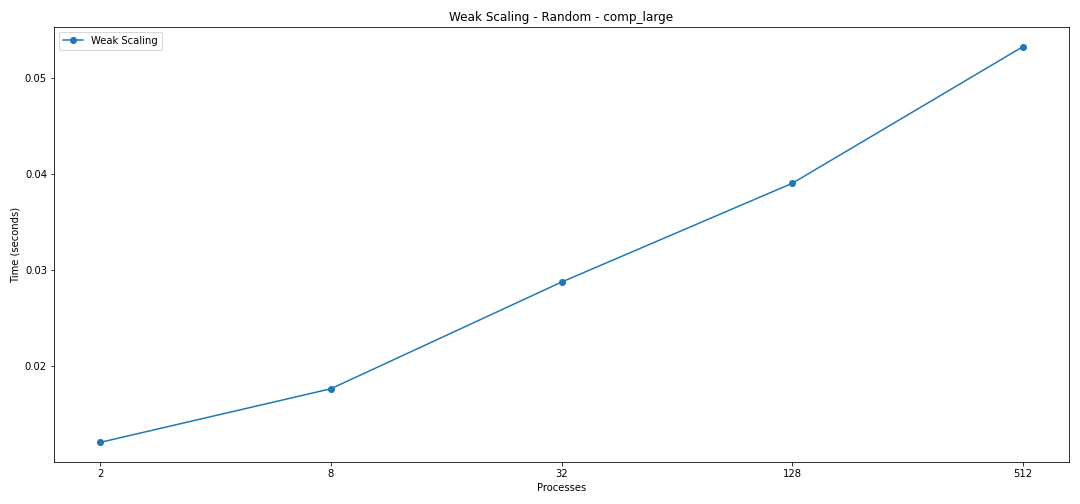 Weak Scaling - Random - comp_large
Weak Scaling
0.05
0.04
0.03
0.02
Time (seconds)
2 8 32 128 512
Processes